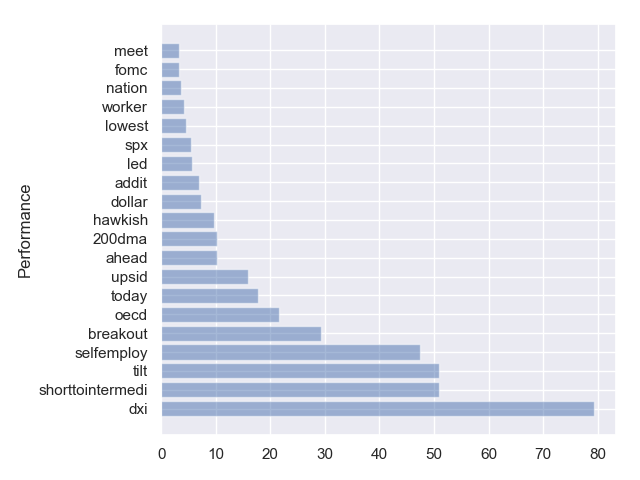 Performance
meet
fomc
nation
worker
lowest
spx
led
addit
dollar
hawkish
200dma
ahead
upsid
today
oecd
breakout
selfemploy
tilt
shorttointermedi
dxi
0 10 20 30 40 50 60 70 80